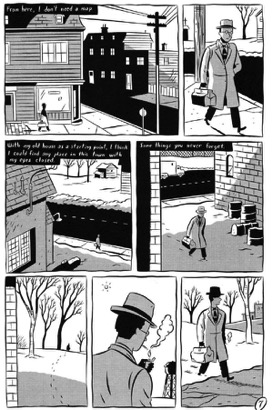 From here, I don't need a map.
With my old house as a starting point, I think
I could find my place in this town with
my eyes closed.
Some things you never forget.
7